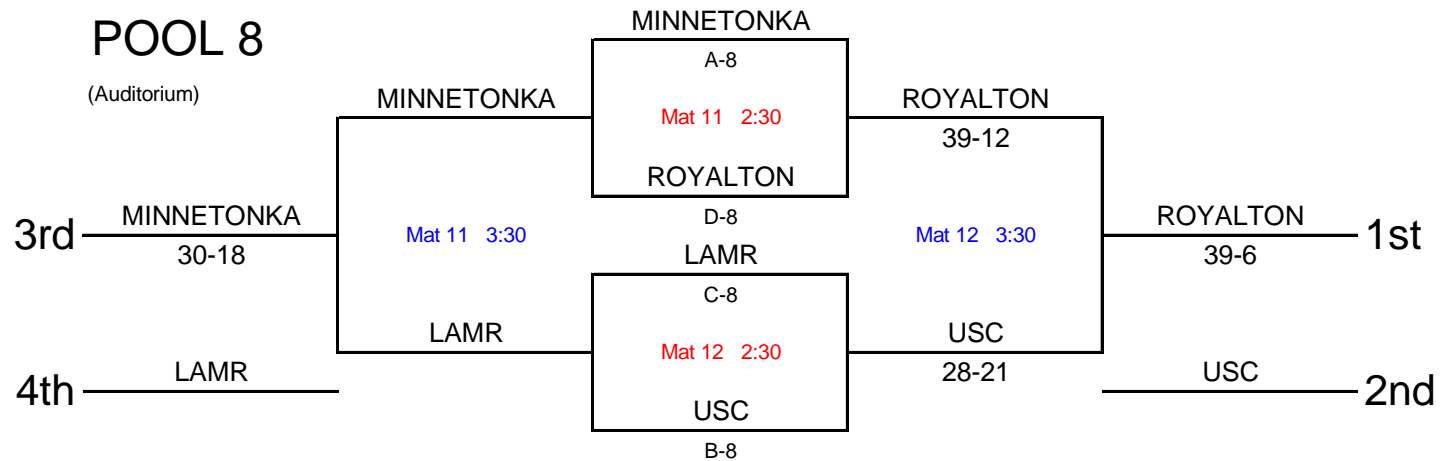 POOL 8
(Auditorium)
MINNETONKA
A-8
MINNETONKA
Mat 11 2:30
ROYALTON
39-12
ROYALTON
D-8
3rd
MINNETONKA
30-18
Mat 11 3:30
Mat 12 3:30
ROYALTON
39-6
1st
LAMR
C-8
LAMR
Mat 12 2:30
USC
28-21
4th
LAMR
USC
B-8
USC
2nd